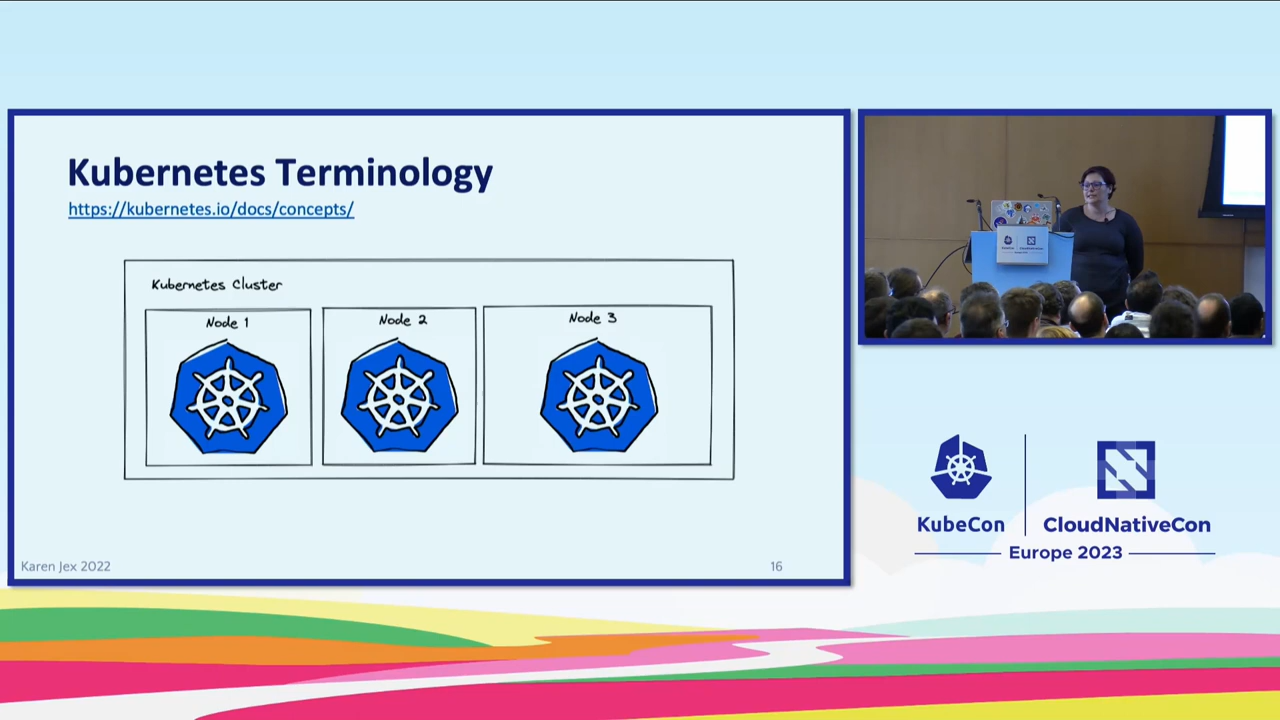 Kubernetes Terminology
https://kubernetes.io/docs/concepts/
Kubernetes Cluster
Node 1
Node 2
Node 3
Karen Jex 2022
16
KubeCon
CloudNativeCon
Europe 2023